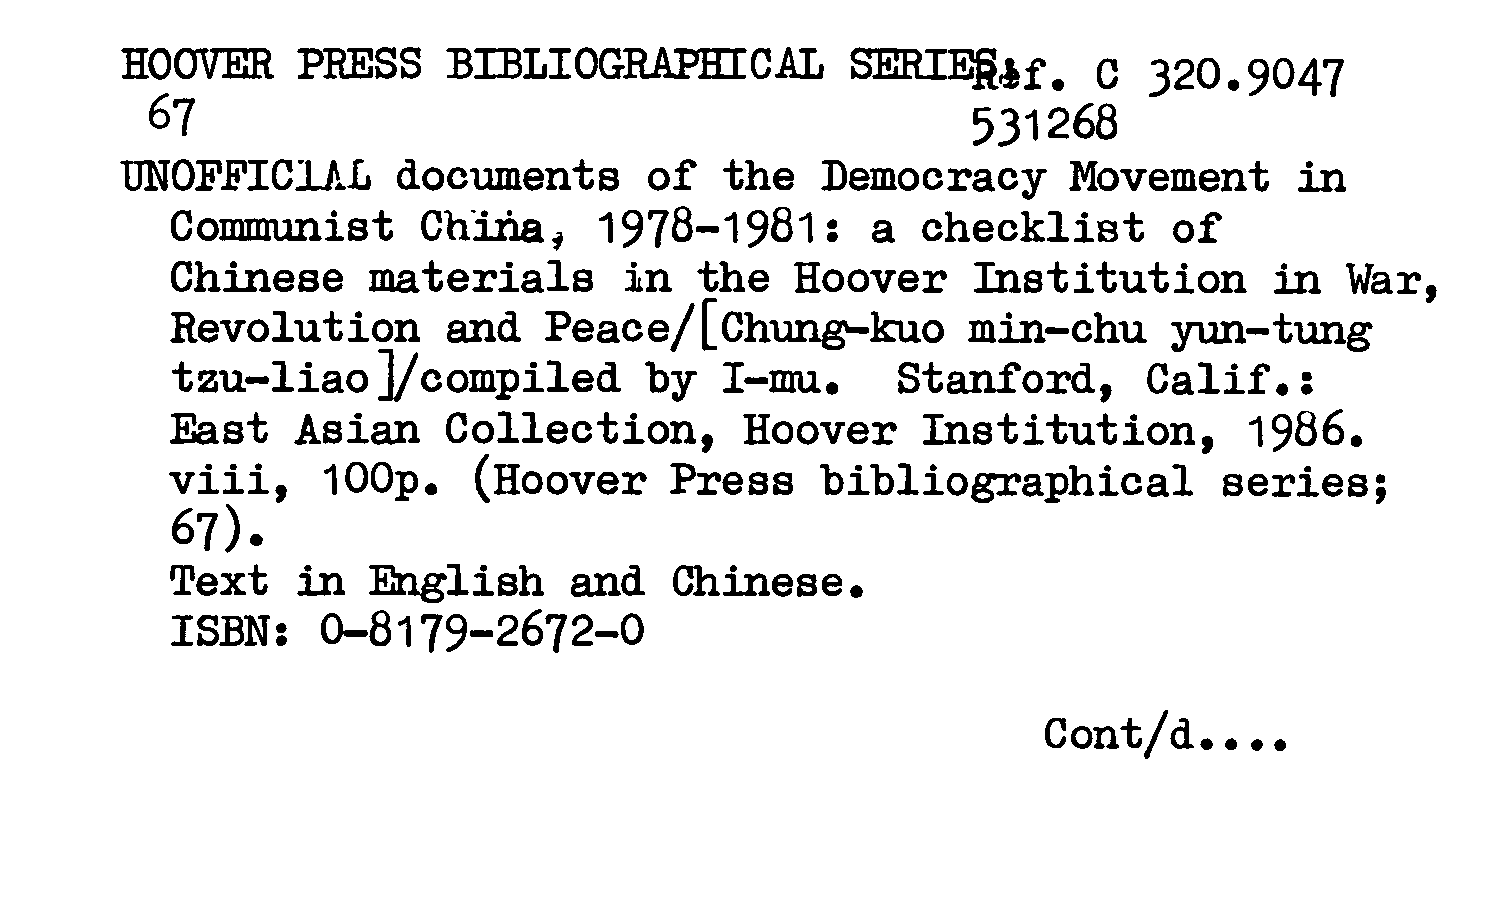 HOOVER PRESS BIBLIOGRAPHICAL SERIES; Ref. C 320.9047
67 531268
UNOFFICIAL documents of the Democracy Movement in
Communist China, 1978-1981: a checklist of
Chinese materials in the Hoover Institution in War,
Revolution and Peace/[Chung-kuo min-chu yun-tung
tzu-liao]/compiled by I-mu. Stanford, Calif.:
East Asian Collection, Hoover Institution, 1986.
viii, 100p. (Hoover Press bibliographical series;
67).
Text in English and Chinese.
ISBN: 0-8179-2672-0
Cont/d....